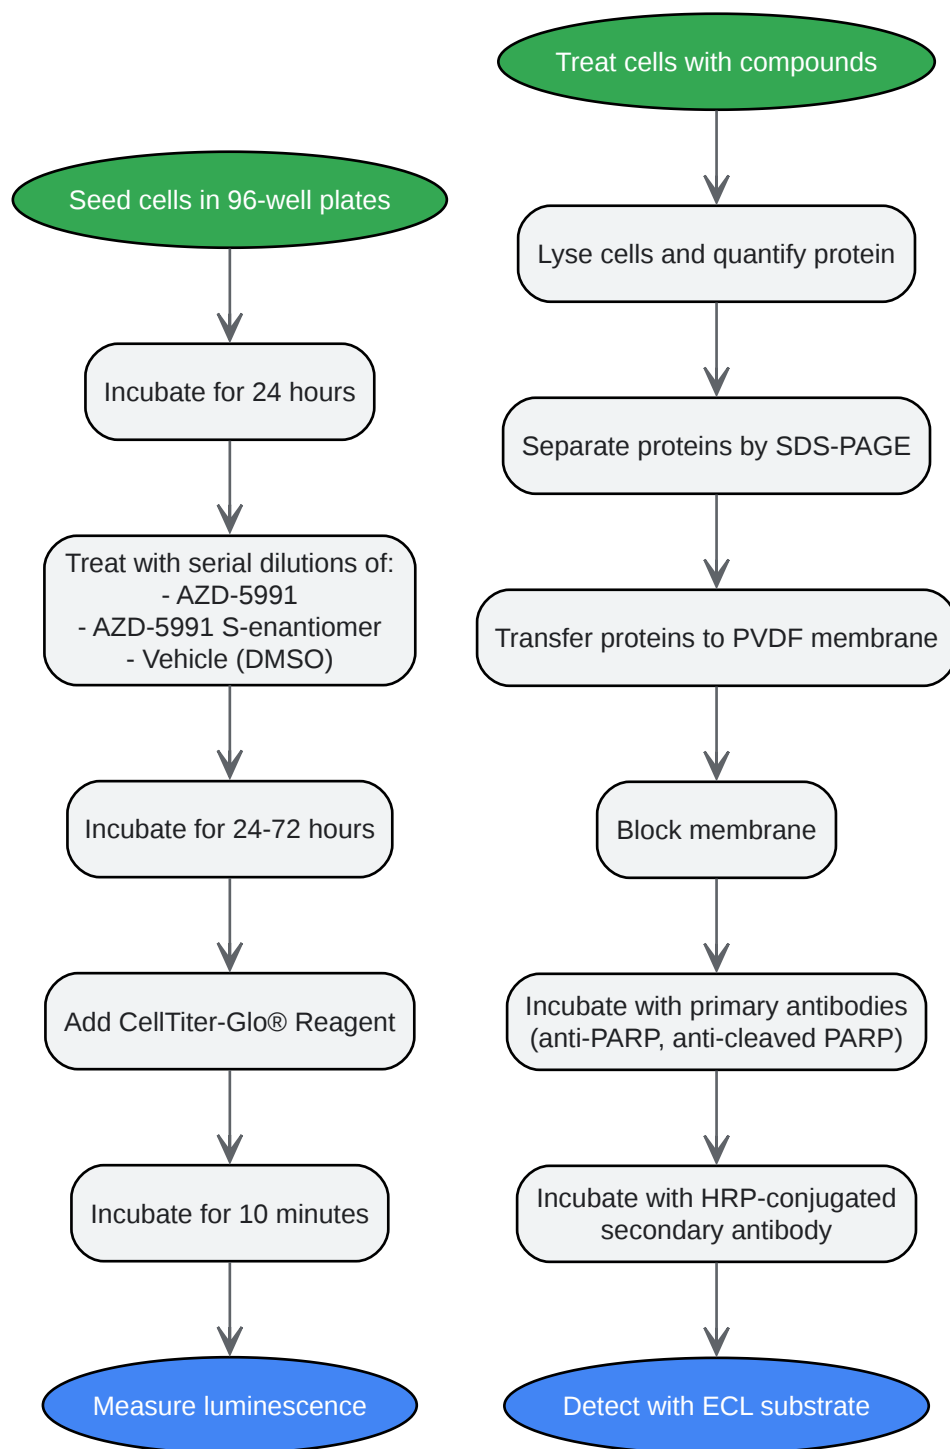 Seed cells in 96-well plates
Incubate for 24 hours
Treat with serial dilutions of:
- AZD-5991
- AZD-5991 S-enantiomer
- Vehicle (DMSO)
Incubate for 24-72 hours
Add CellTiter-Glo® Reagent
Incubate for 10 minutes
Measure luminescence
Treat cells with compounds
Lyse cells and quantify protein
Separate proteins by SDS-PAGE
Transfer proteins to PVDF membrane
Block membrane
Incubate with primary antibodies
(anti-PARP, anti-cleaved PARP)
Incubate with HRP-conjugated
secondary antibody
Detect with ECL substrate